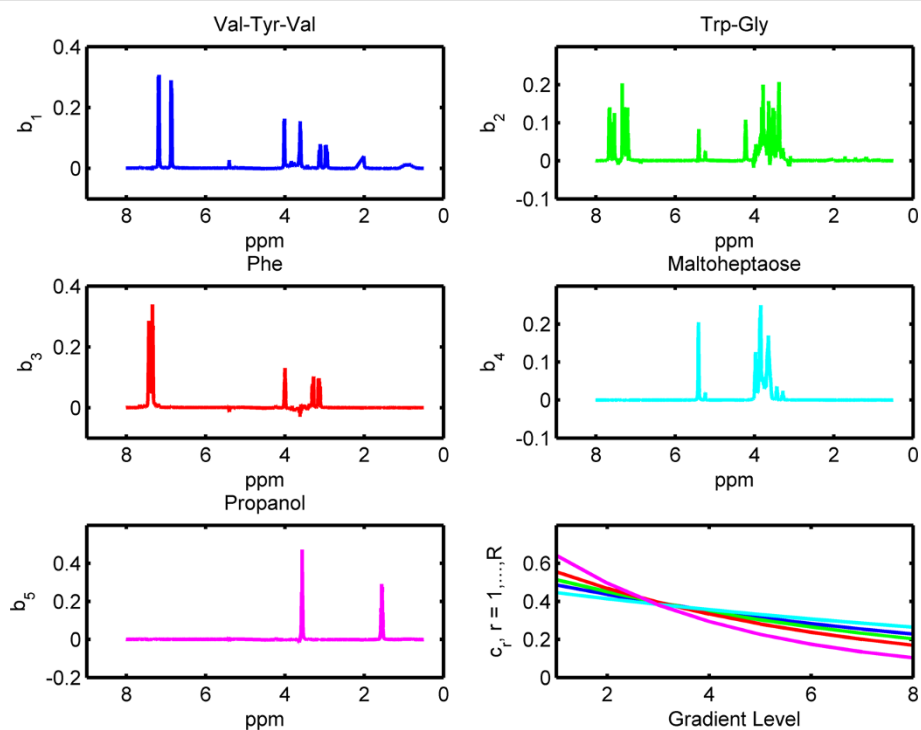 Val-Tyr-Val
0.4
0.2
0
b1
8 6 4 2 0
ppm
Trp-Gly
0.2
0.1
0
-0.1
b2
8 6 4 2 0
ppm
Phe
0.4
0.2
0
b3
8 6 4 2 0
ppm
Maltoheptaose
0.2
0.1
0
-0.1
b4
8 6 4 2 0
ppm
Propanol
0.4
0.2
0
-0.2
b5
8 6 4 2 0
ppm
0.6
0.4
0.2
0
cr, r = 1,...,R
2 4 6 8
Gradient Level